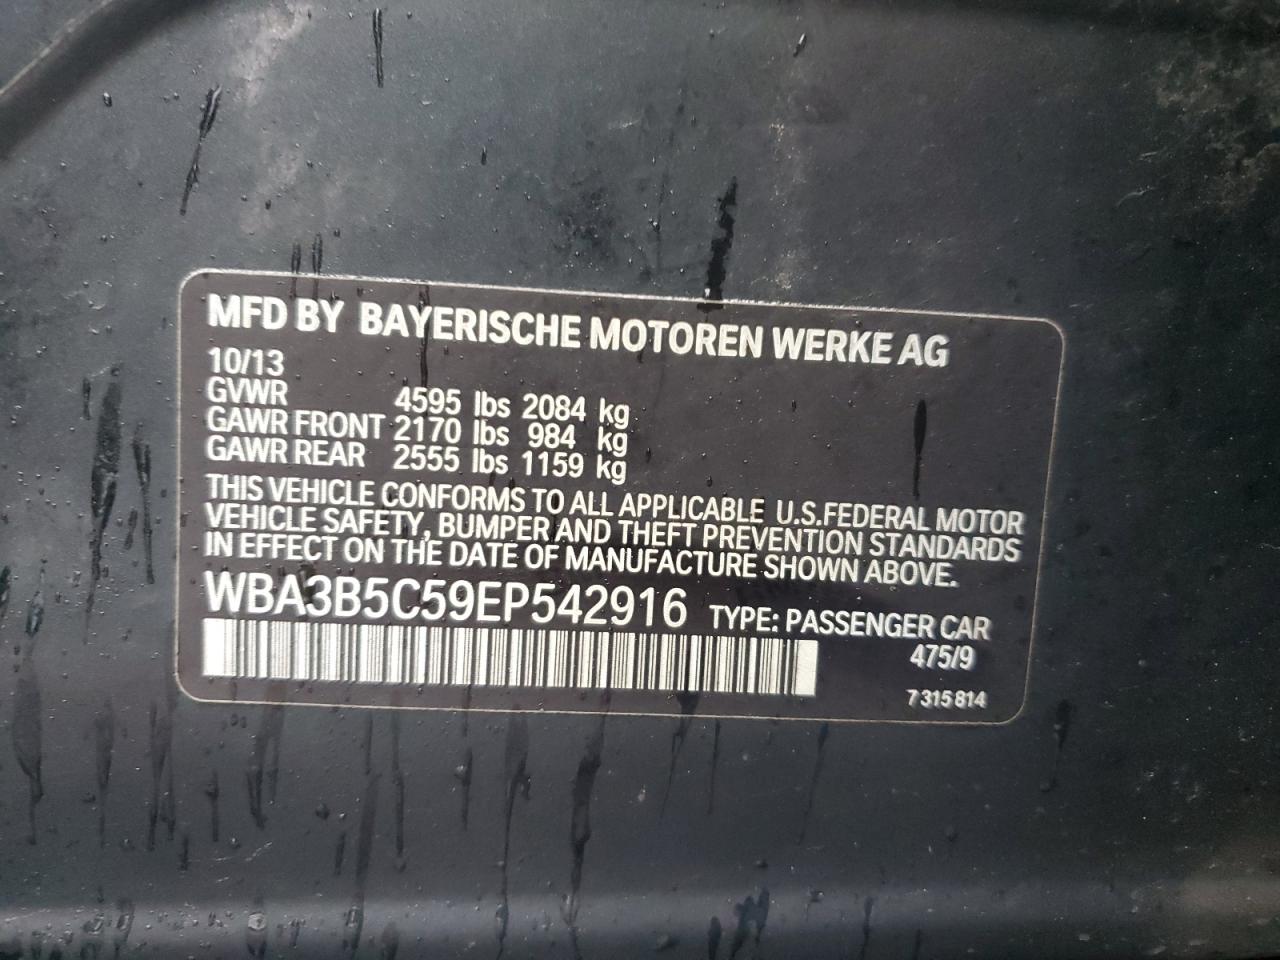 MFD BY BAYERISCHE MOTOREN WERKE AG
10/13
GVWR 4595 lbs 2084 kg
GAWR FRONT 2170 lbs 984 kg
GAWR REAR 2555 lbs 1159 kg
THIS VEHICLE CONFORMS TO ALL APPLICABLE U.S.FEDERAL MOTOR
VEHICLE SAFETY, BUMPER AND THEFT PREVENTION STANDARDS
IN EFFECT ON THE DATE OF MANUFACTURE SHOWN ABOVE.
WBA3B5C59EP542916 TYPE: PASSENGER CAR
475/9
7 315 814